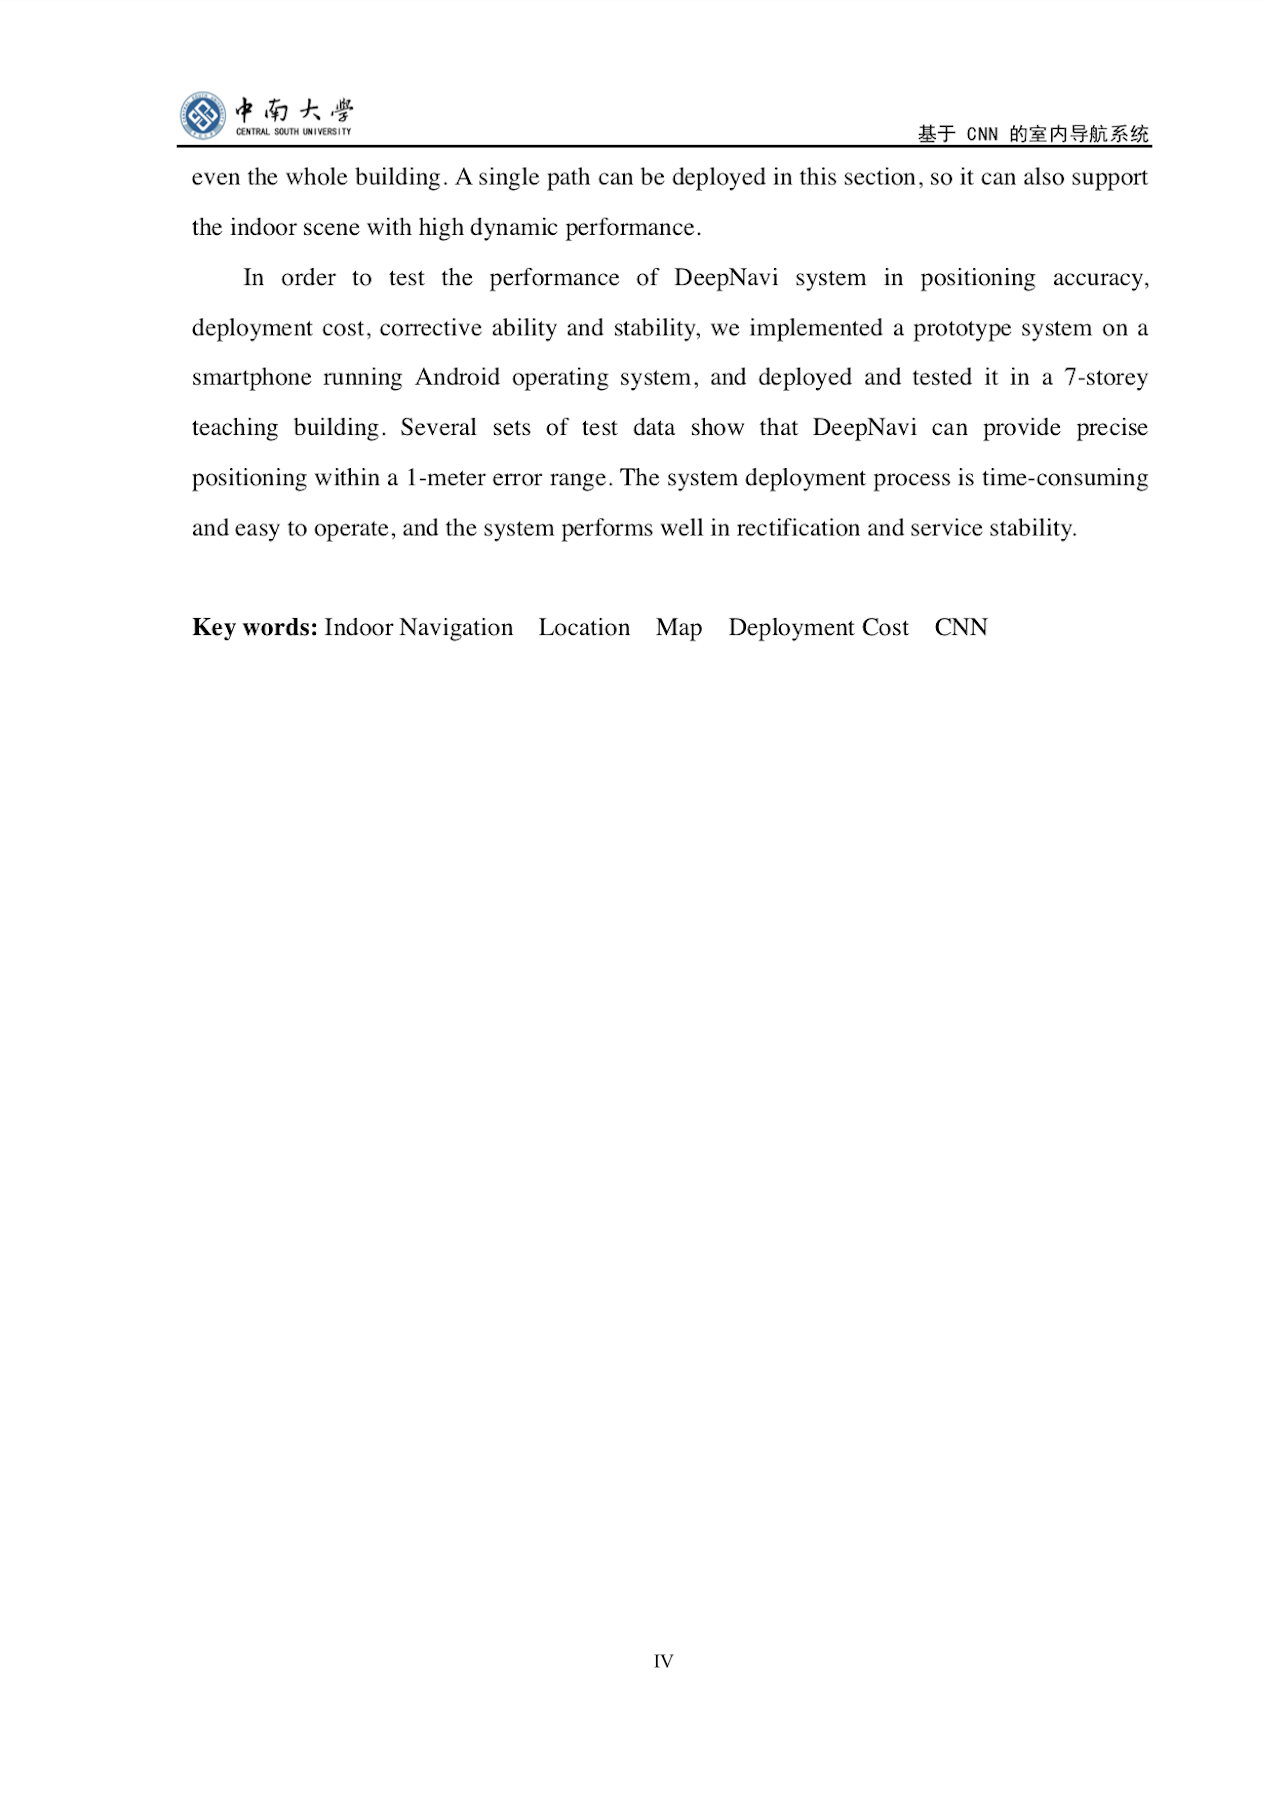 中南大学
CENTRAL SOUTH UNIVERSITY
基于 CNN 的室内导航系统
even the whole building. A single path can be deployed in this section, so it can also support
the indoor scene with high dynamic performance.
In order to test the performance of DeepNavi system in positioning accuracy,
deployment cost, corrective ability and stability, we implemented a prototype system on a
smartphone running Android operating system, and deployed and tested it in a 7-storey
teaching building. Several sets of test data show that DeepNavi can provide precise
positioning within a 1-meter error range. The system deployment process is time-consuming
and easy to operate, and the system performs well in rectification and service stability.
Key words: Indoor Navigation Location Map Deployment Cost CNN
IV